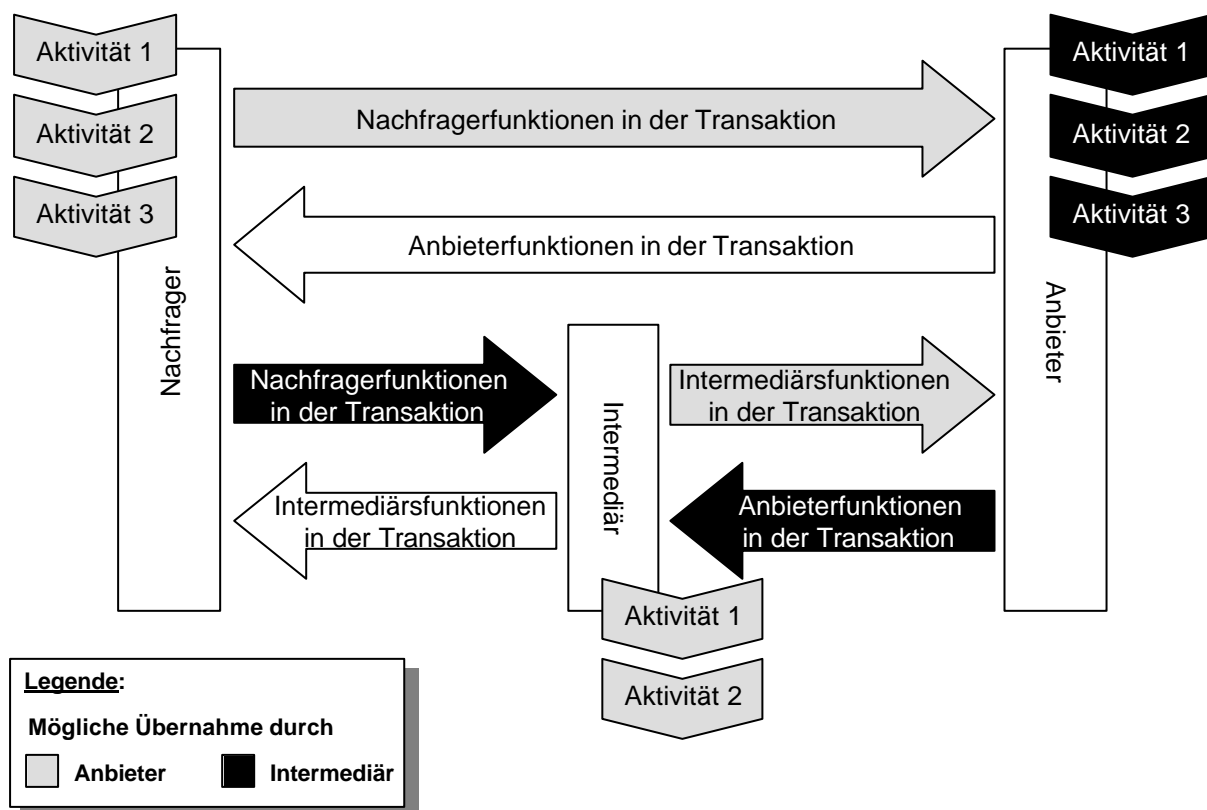 Aktivität 1
Aktivität 2
Aktivität 3
Nachfrager
Nachfragerfunktionen in der Transaktion
Anbieterfunktionen in der Transaktion
Aktivität 1
Aktivität 2
Aktivität 3
Anbieter
Nachfragerfunktionen
in der Transaktion
Intermediär
Intermediärsfunktionen
in der Transaktion
Intermediärsfunktionen
in der Transaktion
Anbieterfunktionen
in der Transaktion
Aktivität 1
Aktivität 2
Legende:
Mögliche Übernahme durch
Anbieter Intermediär